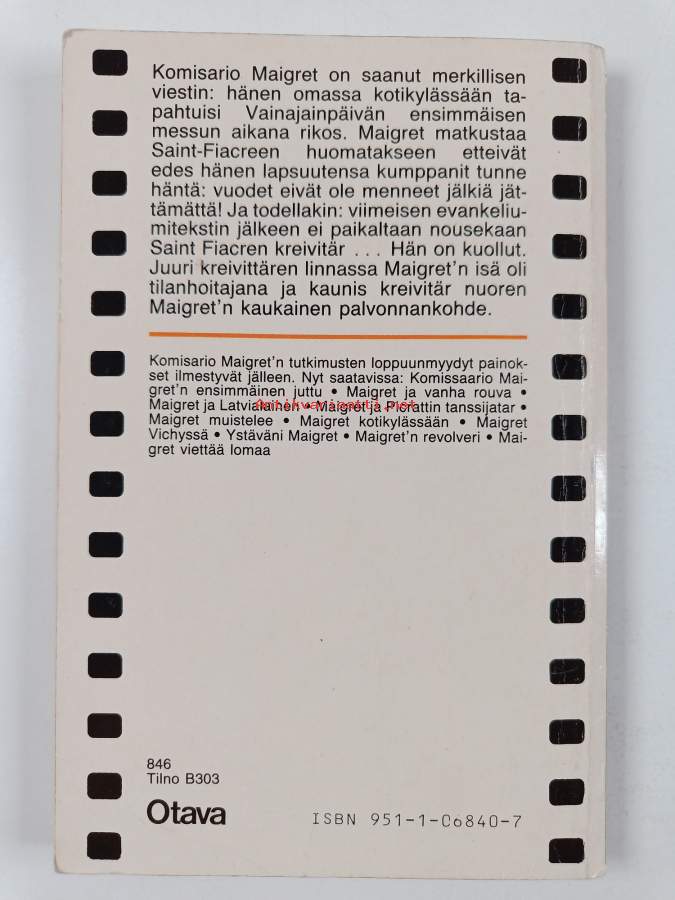 Komisario Maigret on saanut merkillisen
viestin: hänen omassa kotikylässään ta-
pahtuisi Vainajainpäivän ensimmäisen
messun aikana rikos. Maigret matkustaa
Saint-Fiacreen huomatakseen etteivät
edes hänen lapsuutensa kumppanit tunne
häntä: vuodet eivät ole menneet jälkiä jät-
tämättä! Ja todellakin: viimeisen evankeliu-
mitekstin jälkeen ei paikaltaan nousekaan
Saint Fiacren kreivitär ... Hän on kuollut.
Juuri kreivittären linnassa Maigret'n isä oli
tilanhoitajana ja kaunis kreivitär nuoren
Maigret'n kaukainen palvonnankohde.
Komisario Maigret'n tutkimusten loppuunmyydyt painok-
set ilmestyvät jälleen. Nyt saatavissa: Komissaario Mai-
gret'n ensimmäinen juttu • Maigret ja vanha rouva •
Maigret ja Latvialainen • Maigret ja Picrattin tanssijatar •
antikvariaatti.net
Maigret muistelee • Maigret kotikylässään • Maigret
Vichyssä • Ystäväni Maigret • Maigret'n revolveri • Mai-
gret viettää lomaa
846
Tilno B303
Otava
ISBN 951-1-06840-7